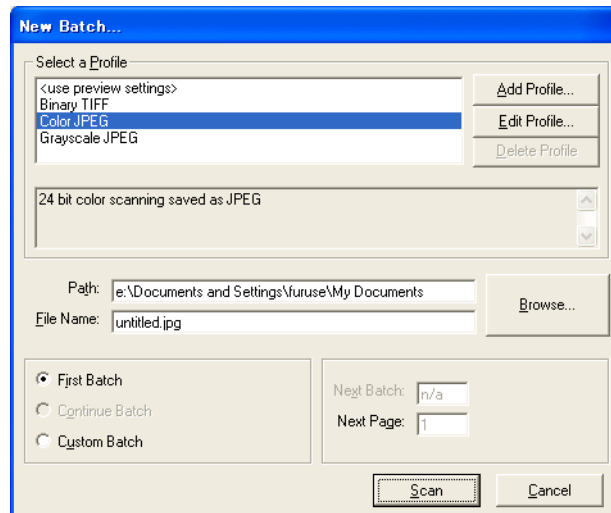 New Batch...
Select a Profile
<use preview settings>
Binary TIFF
Color JPEG
Grayscale JPEG
Add Profile...
Edit Profile...
Delete Profile
24 bit color scanning saved as JPEG
Path: e:\Documents and Settings\furuse\My Documents
File Name: untitled.jpg
Browse...
First Batch
Continue Batch
Custom Batch
Next Batch: n/a
Next Page: 1
Scan Cancel